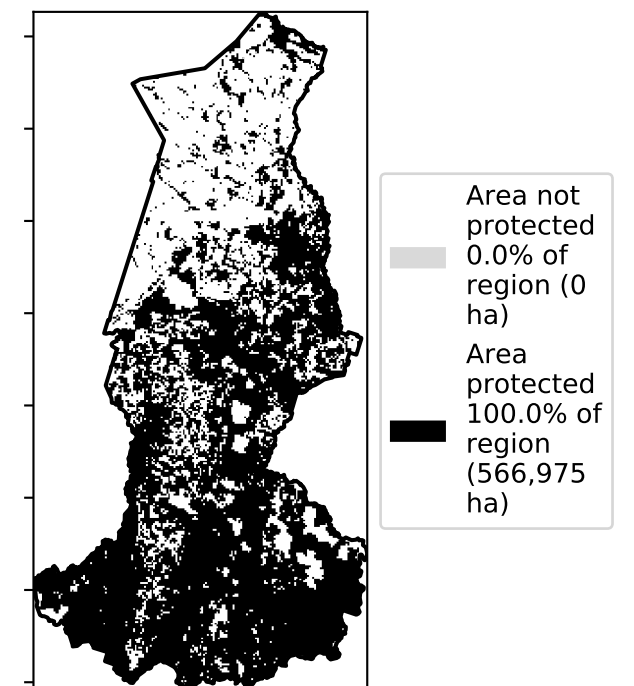 Area not
protected
0.0% of
region (0
ha)
Area
protected
100.0% of
region
(566,975
ha)